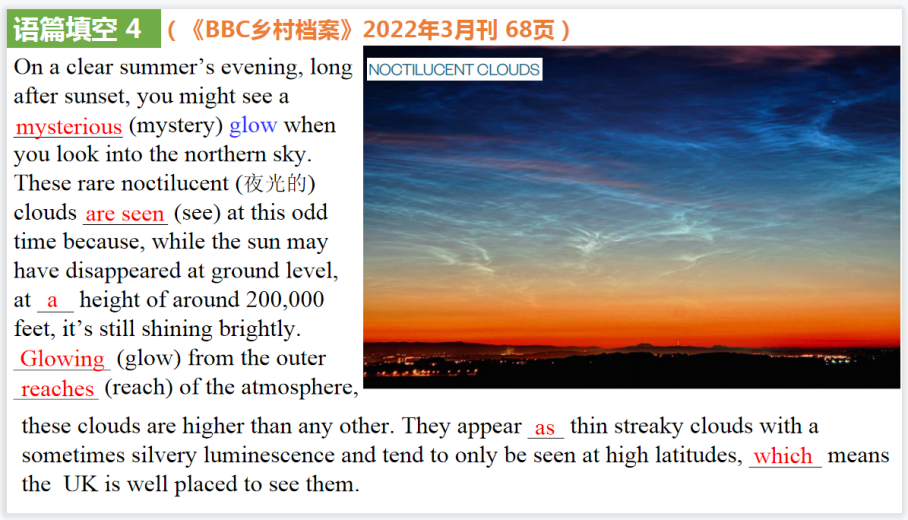 语篇填空 4 (《BBC乡村档案》2022年3月刊 68页)
NOCTILUCENT CLOUDS
On a clear summer's evening, long
after sunset, you might see a
mysterious (mystery) glow when
you look into the northern sky.
These rare noctilucent (夜光的)
clouds are seen (see) at this odd
time because, while the sun may
have disappeared at ground level,
at a height of around 200,000
feet, it's still shining brightly.
Glowing (glow) from the outer
reaches (reach) of the atmosphere,
these clouds are higher than any other. They appear as thin streaky clouds with a
sometimes silvery luminescence and tend to only be seen at high latitudes, which means
the UK is well placed to see them.